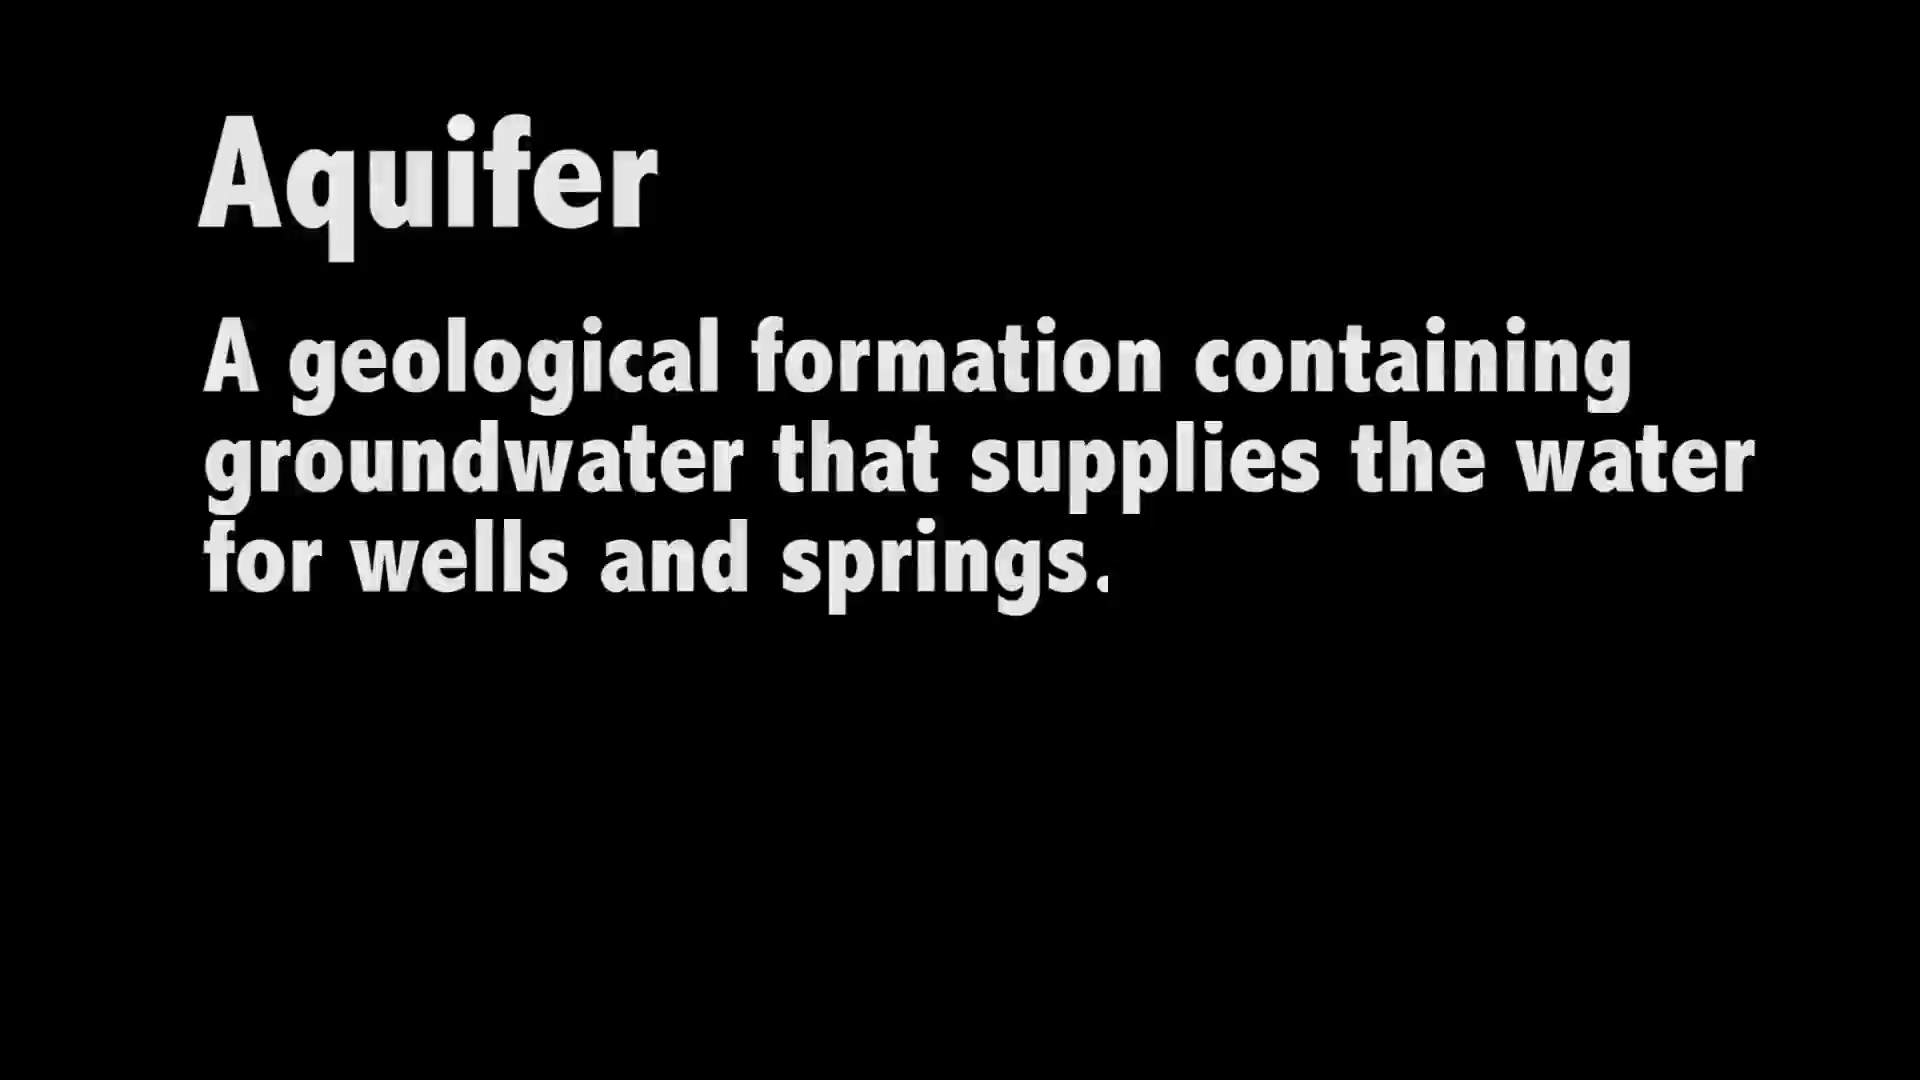 Aquifer
A geological formation containing
groundwater that supplies the water
for wells and springs.